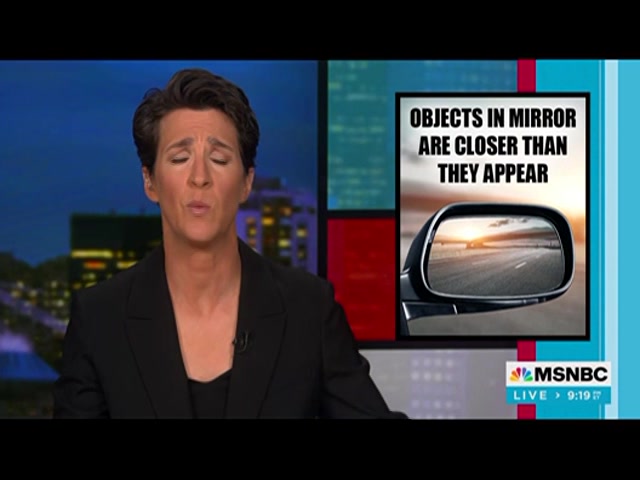 OBJECTS IN MIRROR
ARE CLOSER THAN
THEY APPEAR
MSNBC
LIVE > 9:19